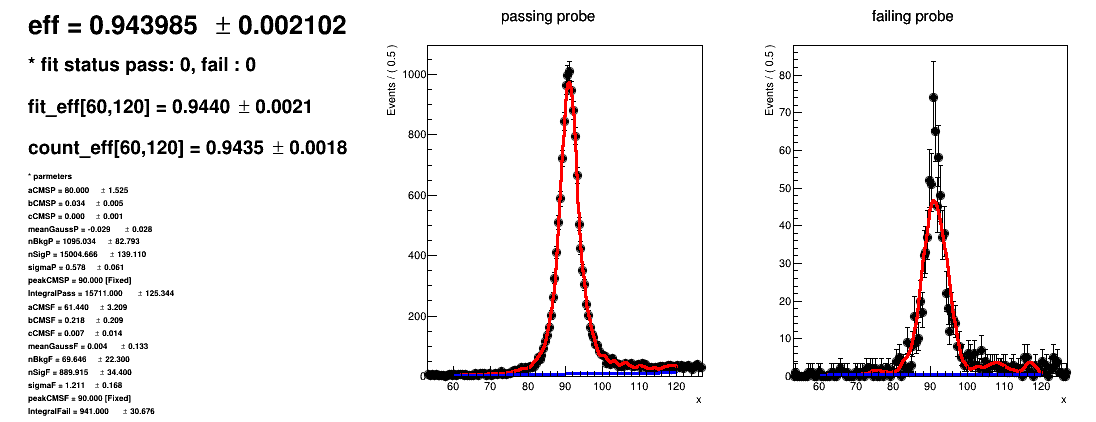 eff = 0.943985 ± 0.002102
* fit status pass: 0, fail : 0
fit_eff[60,120] = 0.9440 ± 0.0021
count_eff[60,120] = 0.9435 ± 0.0018
* parmeters
aCMSP = 80.000 ± 1.525
bCMSP = 0.034 ± 0.005
cCMSP = 0.000 ± 0.001
meanGaussP = -0.029 ± 0.028
nBkgP = 1095.034 ± 82.793
nSigP = 15004.666 ± 139.110
sigmaP = 0.578 ± 0.061
peakCMSP = 90.000 [Fixed]
IntegralPass = 15711.000 ± 125.344
aCMSF = 61.440 ± 3.209
bCMSF = 0.218 ± 0.209
cCMSF = 0.007 ± 0.014
meanGaussF = 0.004 ± 0.133
nBkgF = 69.646 ± 22.300
nSigF = 889.915 ± 34.400
sigmaF = 1.211 ± 0.168
peakCMSF = 90.000 [Fixed]
IntegralFail = 941.000 ± 30.676
passing probe
Events / ( 0.5 )
1000
800
600
400
200
0
60 70 80 90 100 110 120
x
failing probe
Events / ( 0.5 )
80
70
60
50
40
30
20
10
0
60 70 80 90 100 110 120
x